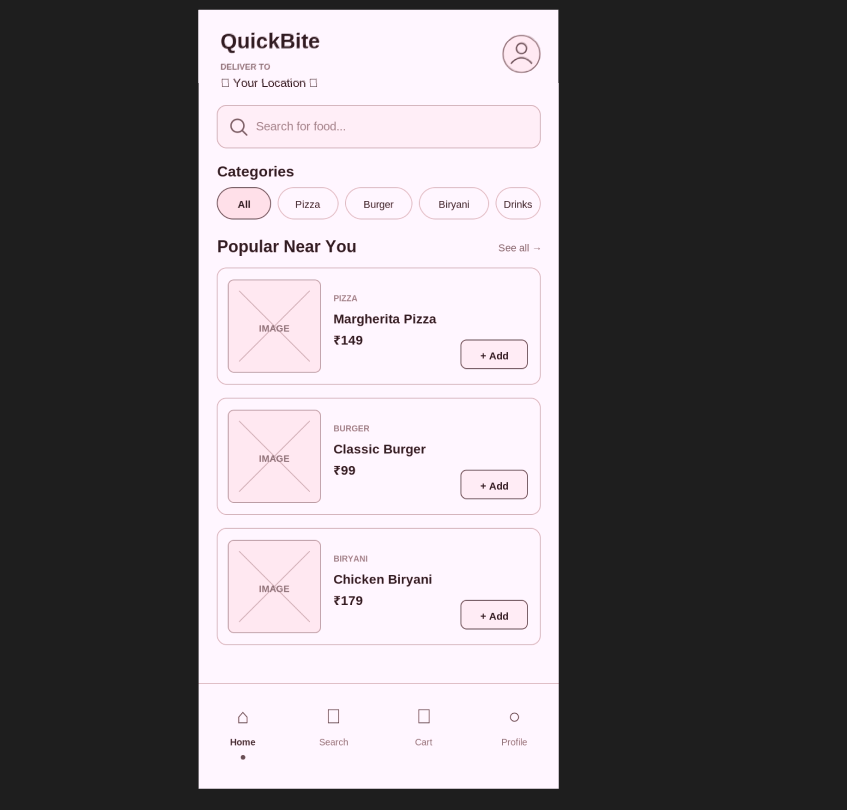 QuickBite
DELIVER TO
Your Location
Search for food...
Categories
All Pizza Burger Biryani Drinks
Popular Near You See all →
IMAGE
PIZZA
Margherita Pizza
₹149
+ Add
IMAGE
BURGER
Classic Burger
₹99
+ Add
IMAGE
BIRYANI
Chicken Biryani
₹179
+ Add
Home Search Cart Profile